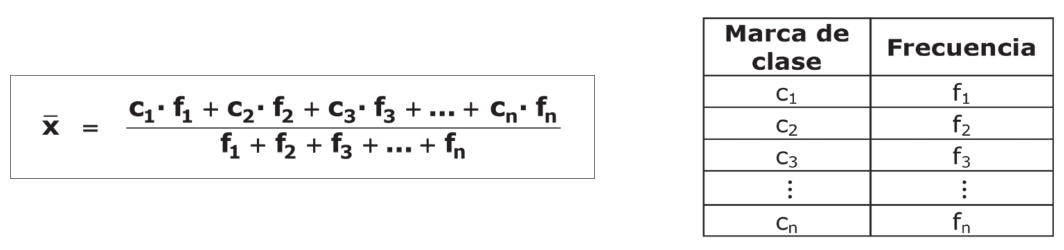 x̄ = (c₁· f₁ + c₂· f₂ + c₃· f₃ + ... + cₙ· fₙ) / (f₁ + f₂ + f₃ + ... + fₙ)
Marca de clase | Frecuencia
c₁ | f₁
c₂ | f₂
c₃ | f₃
⋮ | ⋮
cₙ | fₙ